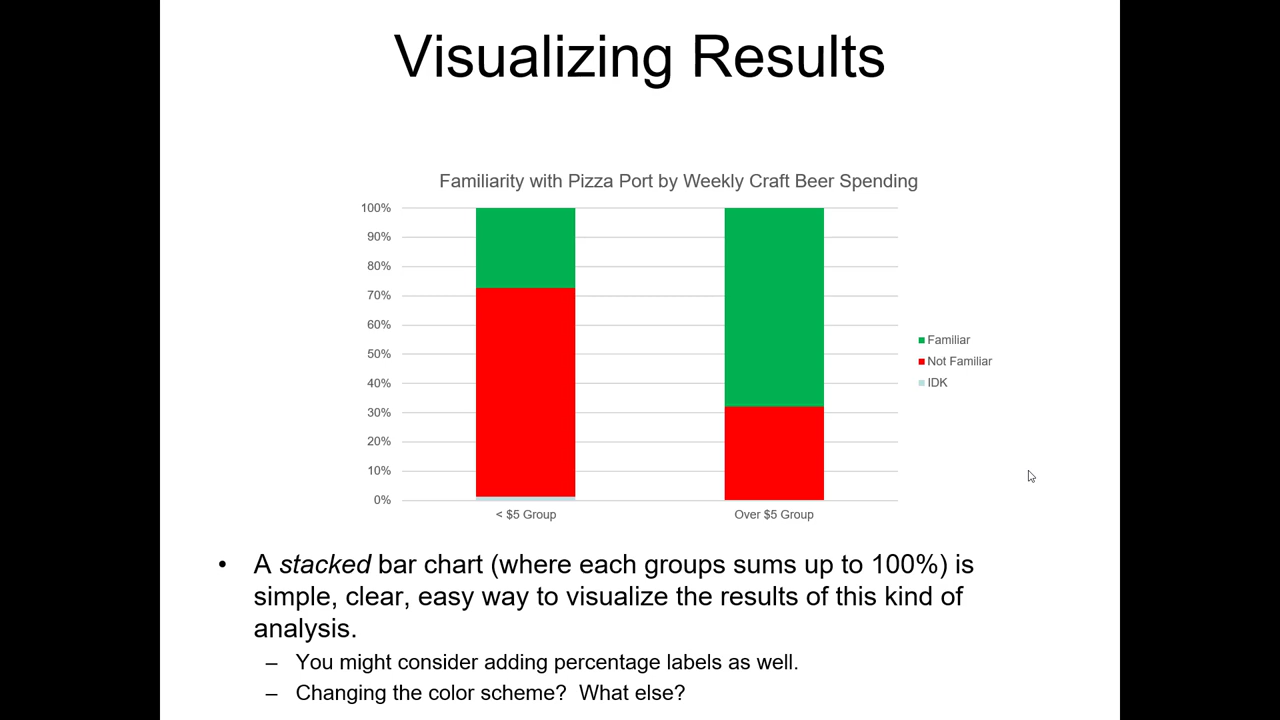 Visualizing Results
Familiarity with Pizza Port by Weekly Craft Beer Spending
100%
90%
80%
70%
60%
50%
40%
30%
20%
10%
0%
< $5 Group
Over $5 Group
Familiar
Not Familiar
IDK
• A stacked bar chart (where each groups sums up to 100%) is
simple, clear, easy way to visualize the results of this kind of
analysis.
– You might consider adding percentage labels as well.
– Changing the color scheme?  What else?